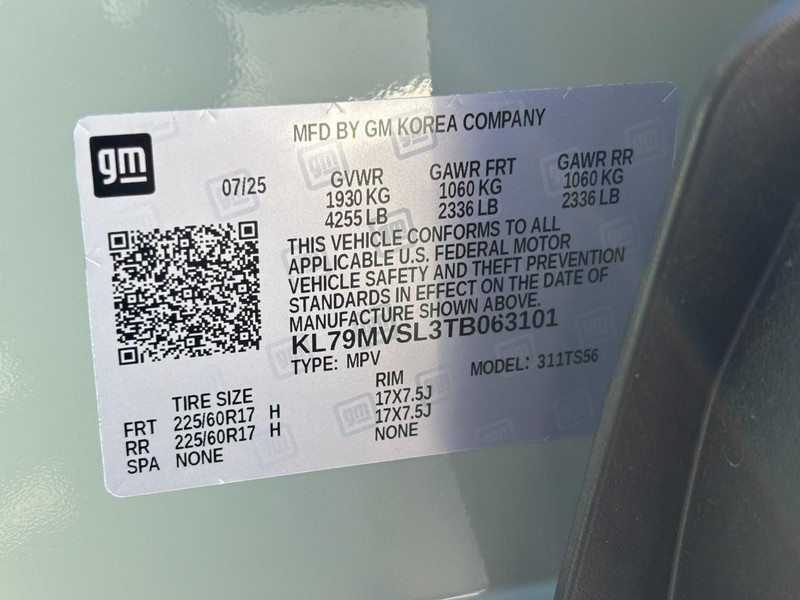 MFD BY GM KOREA COMPANY
gm
07/25
GVWR
1930 KG
4255 LB
GAWR FRT
1060 KG
2336 LB
GAWR RR
1060 KG
2336 LB
THIS VEHICLE CONFORMS TO ALL
APPLICABLE U.S. FEDERAL MOTOR
VEHICLE SAFETY AND THEFT PREVENTION
STANDARDS IN EFFECT ON THE DATE OF
MANUFACTURE SHOWN ABOVE.
KL79MVSL3TB063101
TYPE: MPV
MODEL: 311TS56
TIRE SIZE
RIM
FRT 225/60R17 H 17X7.5J
RR 225/60R17 H 17X7.5J
SPA NONE NONE